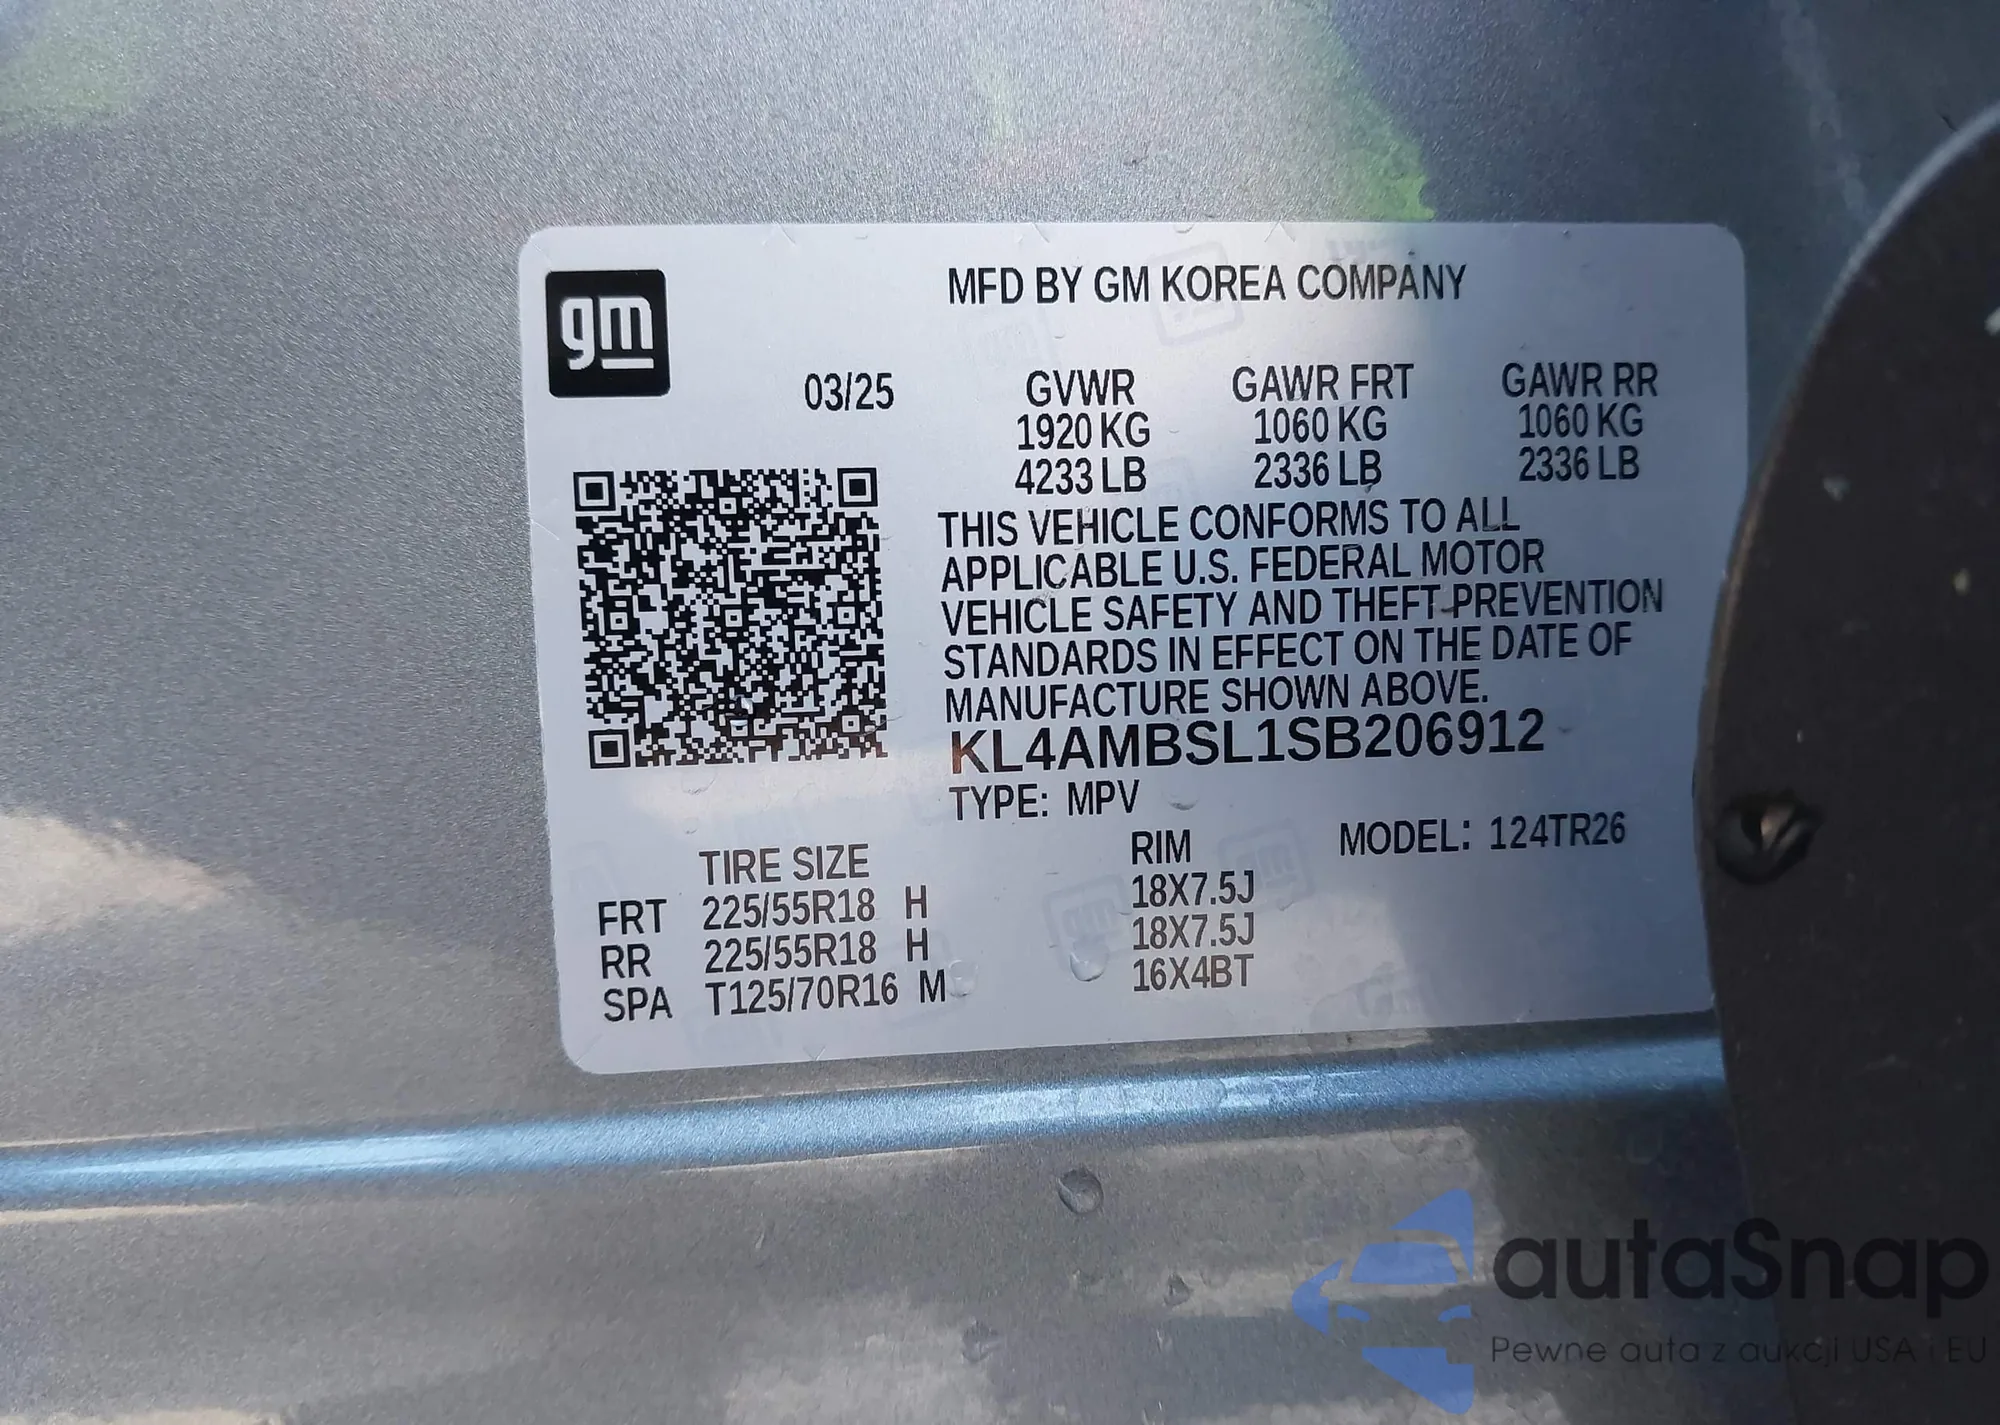 gm
MFD BY GM KOREA COMPANY
03/25
GVWR GAWR FRT GAWR RR
1920 KG 1060 KG 1060 KG
4233 LB 2336 LB 2336 LB
THIS VEHICLE CONFORMS TO ALL
APPLICABLE U.S. FEDERAL MOTOR
VEHICLE SAFETY AND THEFT PREVENTION
STANDARDS IN EFFECT ON THE DATE OF
MANUFACTURE SHOWN ABOVE.
KL4AMBSL1SB206912
TYPE: MPV
MODEL: 124TR26
TIRE SIZE RIM
FRT 225/55R18 H 18X7.5J
RR 225/55R18 H 18X7.5J
SPA T125/70R16 M 16X4BT
autaSnap
Pewne auta z aukcji USA i EU